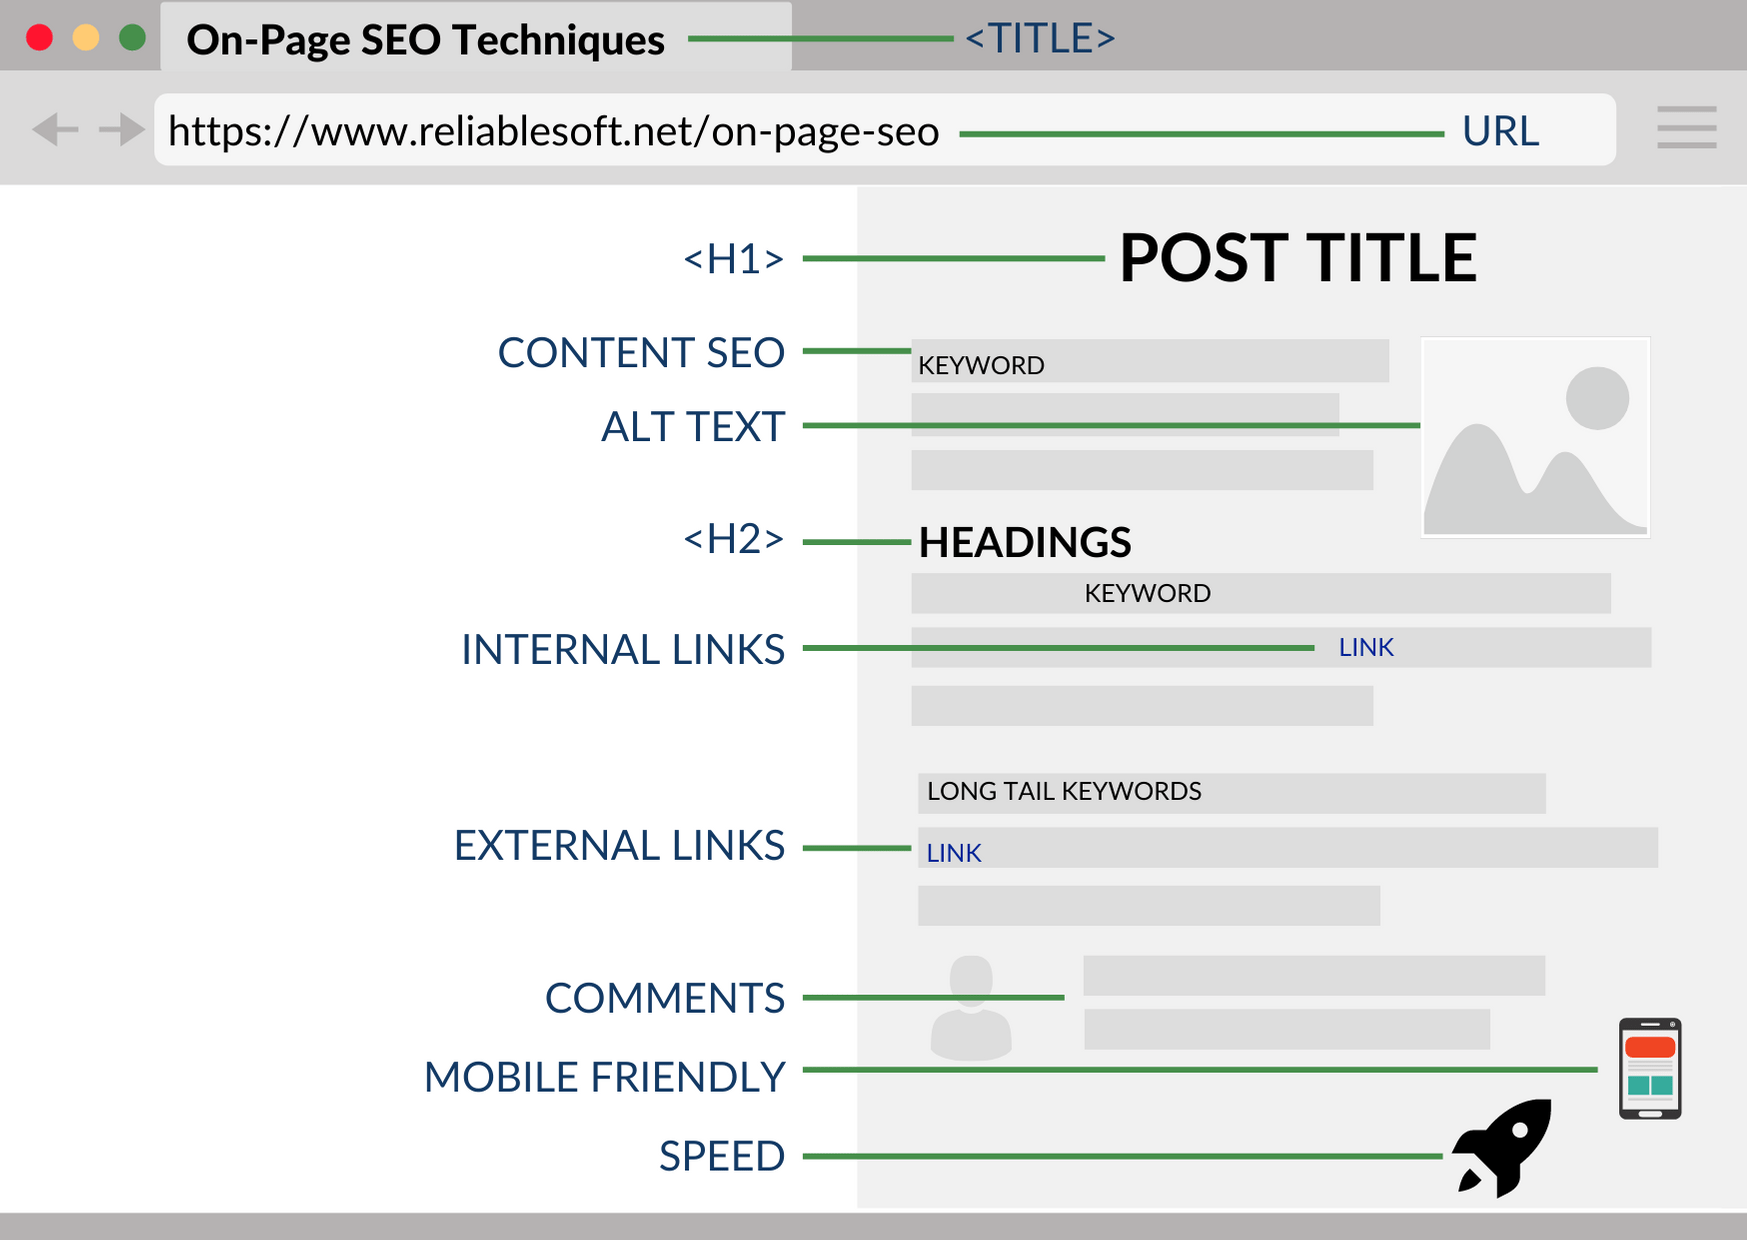 On-Page SEO Techniques <TITLE>
https://www.reliablesoft.net/on-page-seo URL
<H1> POST TITLE
CONTENT SEO KEYWORD
ALT TEXT
<H2> HEADINGS
KEYWORD
INTERNAL LINKS LINK
LONG TAIL KEYWORDS
EXTERNAL LINKS LINK
COMMENTS
MOBILE FRIENDLY
SPEED